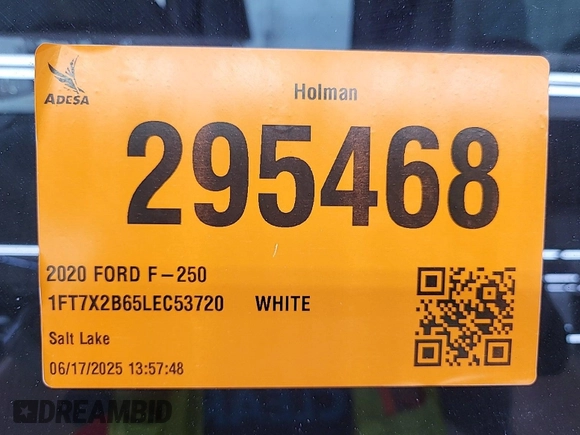 ADESA
Holman
295468
2020 FORD F-250
1FT7X2B65LEC53720 WHITE
Salt Lake
06/17/2025 13:57:48
DREAMBID